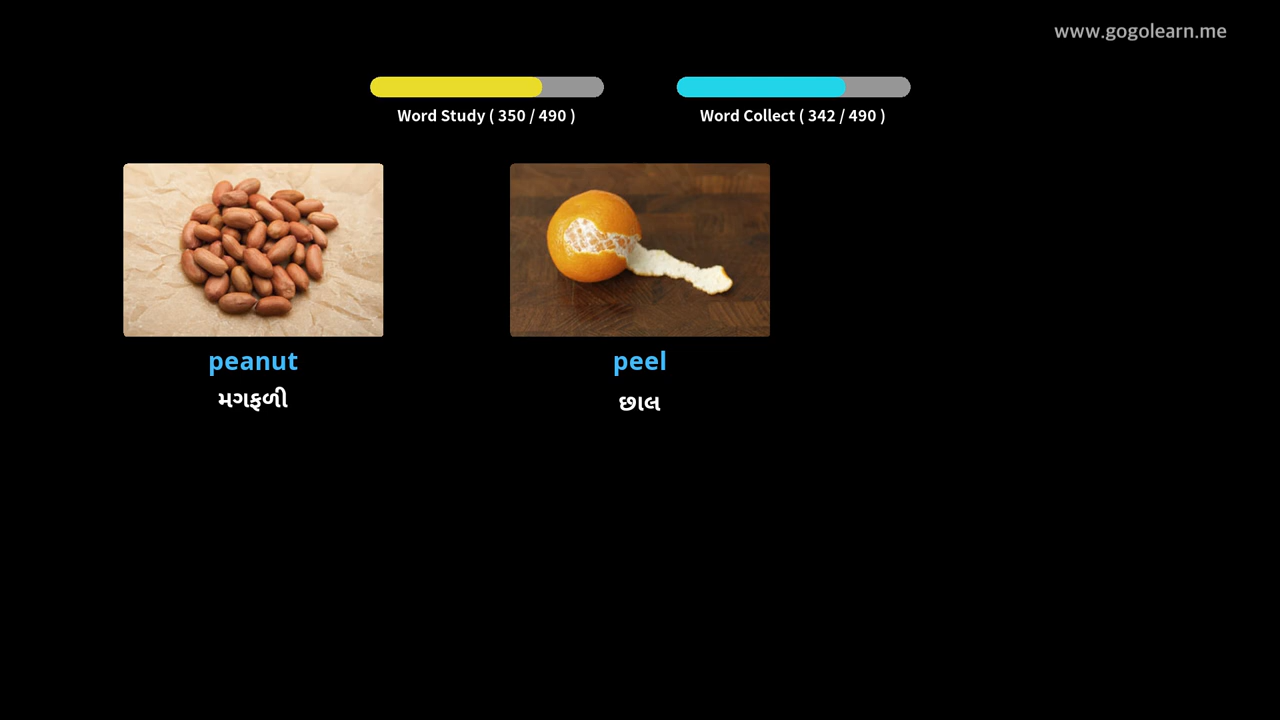 www.gogolearn.me
Word Study ( 350 / 490 )
Word Collect ( 342 / 490 )
peanut
મગફળી
peel
છાલ